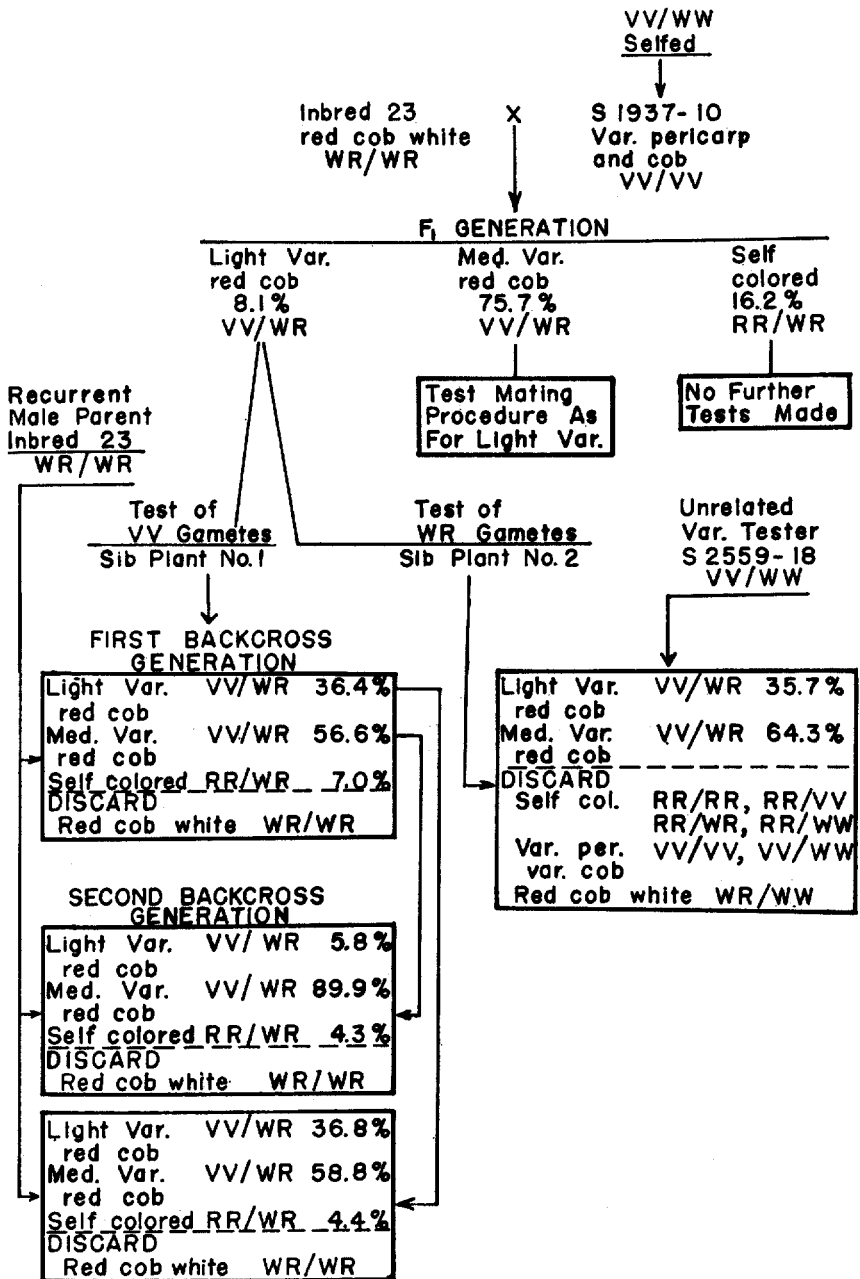 VV/WW
Selfed
Inbred 23
red cob white
WR/WR
X
S 1937-10
Var. pericarp
and cob
VV/VV
F1 GENERATION
Light Var.
red cob
8.1%
VV/WR
Med. Var.
red cob
75.7%
VV/WR
Self
colored
16.2%
RR/WR
Test Mating
Procedure As
For Light Var.
No Further
Tests Made
Recurrent
Male Parent
Inbred 23
WR/WR
Test of
VV Gametes
Sib Plant No. 1
Test of
WR Gametes
Sib Plant No. 2
Unrelated
Var. Tester
S 2559-18
VV/WW
FIRST BACKCROSS
GENERATION
Light Var. VV/WR 36.4%
red cob
Med. Var. VV/WR 56.6%
red cob
Self colored RR/WR 7.0%
DISCARD
Red cob white WR/WR
Light Var. VV/WR 35.7%
red cob
Med. Var. VV/WR 64.3%
red cob
DISCARD
Self col. RR/RR, RR/VV
RR/WR, RR/WW
Var. per. VV/VV, VV/WW
var. cob
Red cob white WR/WW
SECOND BACKCROSS
GENERATION
Light Var. VV/WR 5.8%
red cob
Med. Var. VV/WR 89.9%
red cob
Self colored RR/WR 4.3%
DISCARD
Red cob white WR/WR
Light Var. VV/WR 36.8%
red cob
Med. Var. VV/WR 58.8%
red cob
Self colored RR/WR 4.4%
DISCARD
Red cob white WR/WR